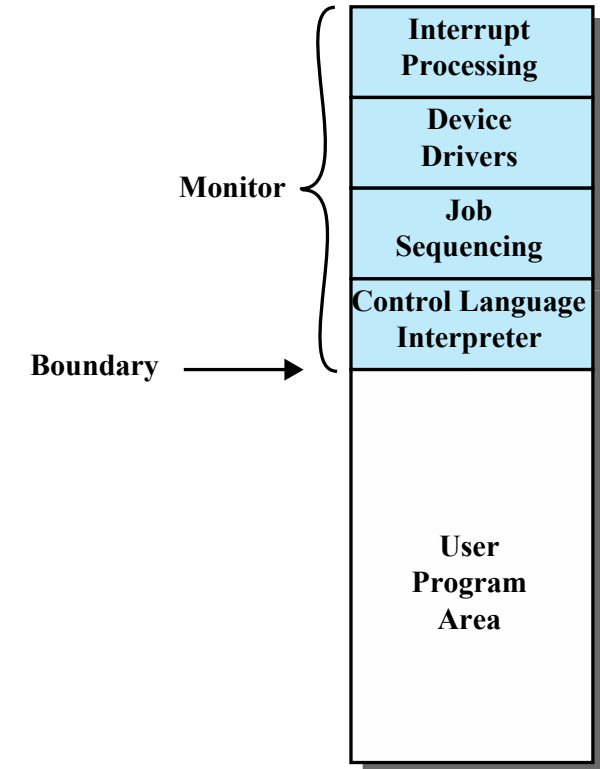 Interrupt
Processing
Device
Drivers
Monitor
Job
Sequencing
Control Language
Interpreter
Boundary
User
Program
Area